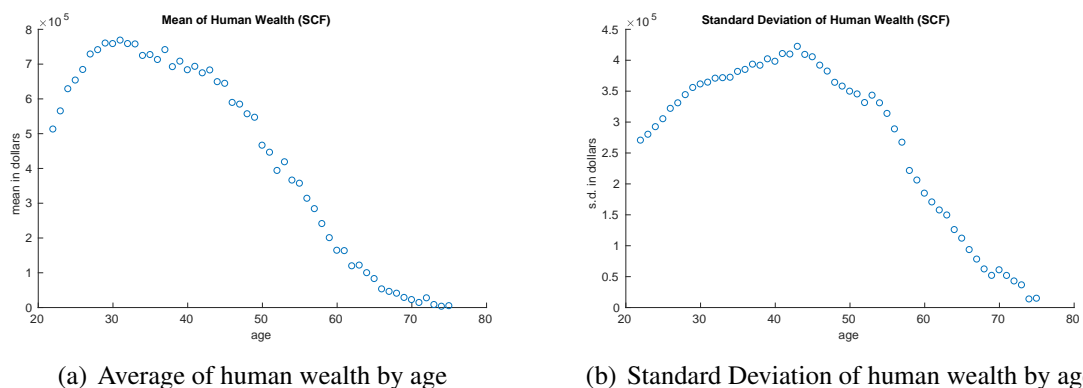 Mean of Human Wealth (SCF)
×10^5
8
7
6
5
4
3
2
1
0
mean in dollars
20 30 40 50 60 70 80
age
(a) Average of human wealth by age
Standard Deviation of Human Wealth (SCF)
×10^5
4.5
4
3.5
3
2.5
2
1.5
1
0.5
0
s.d. in dollars
20 30 40 50 60 70 80
age
(b) Standard Deviation of human wealth by ag